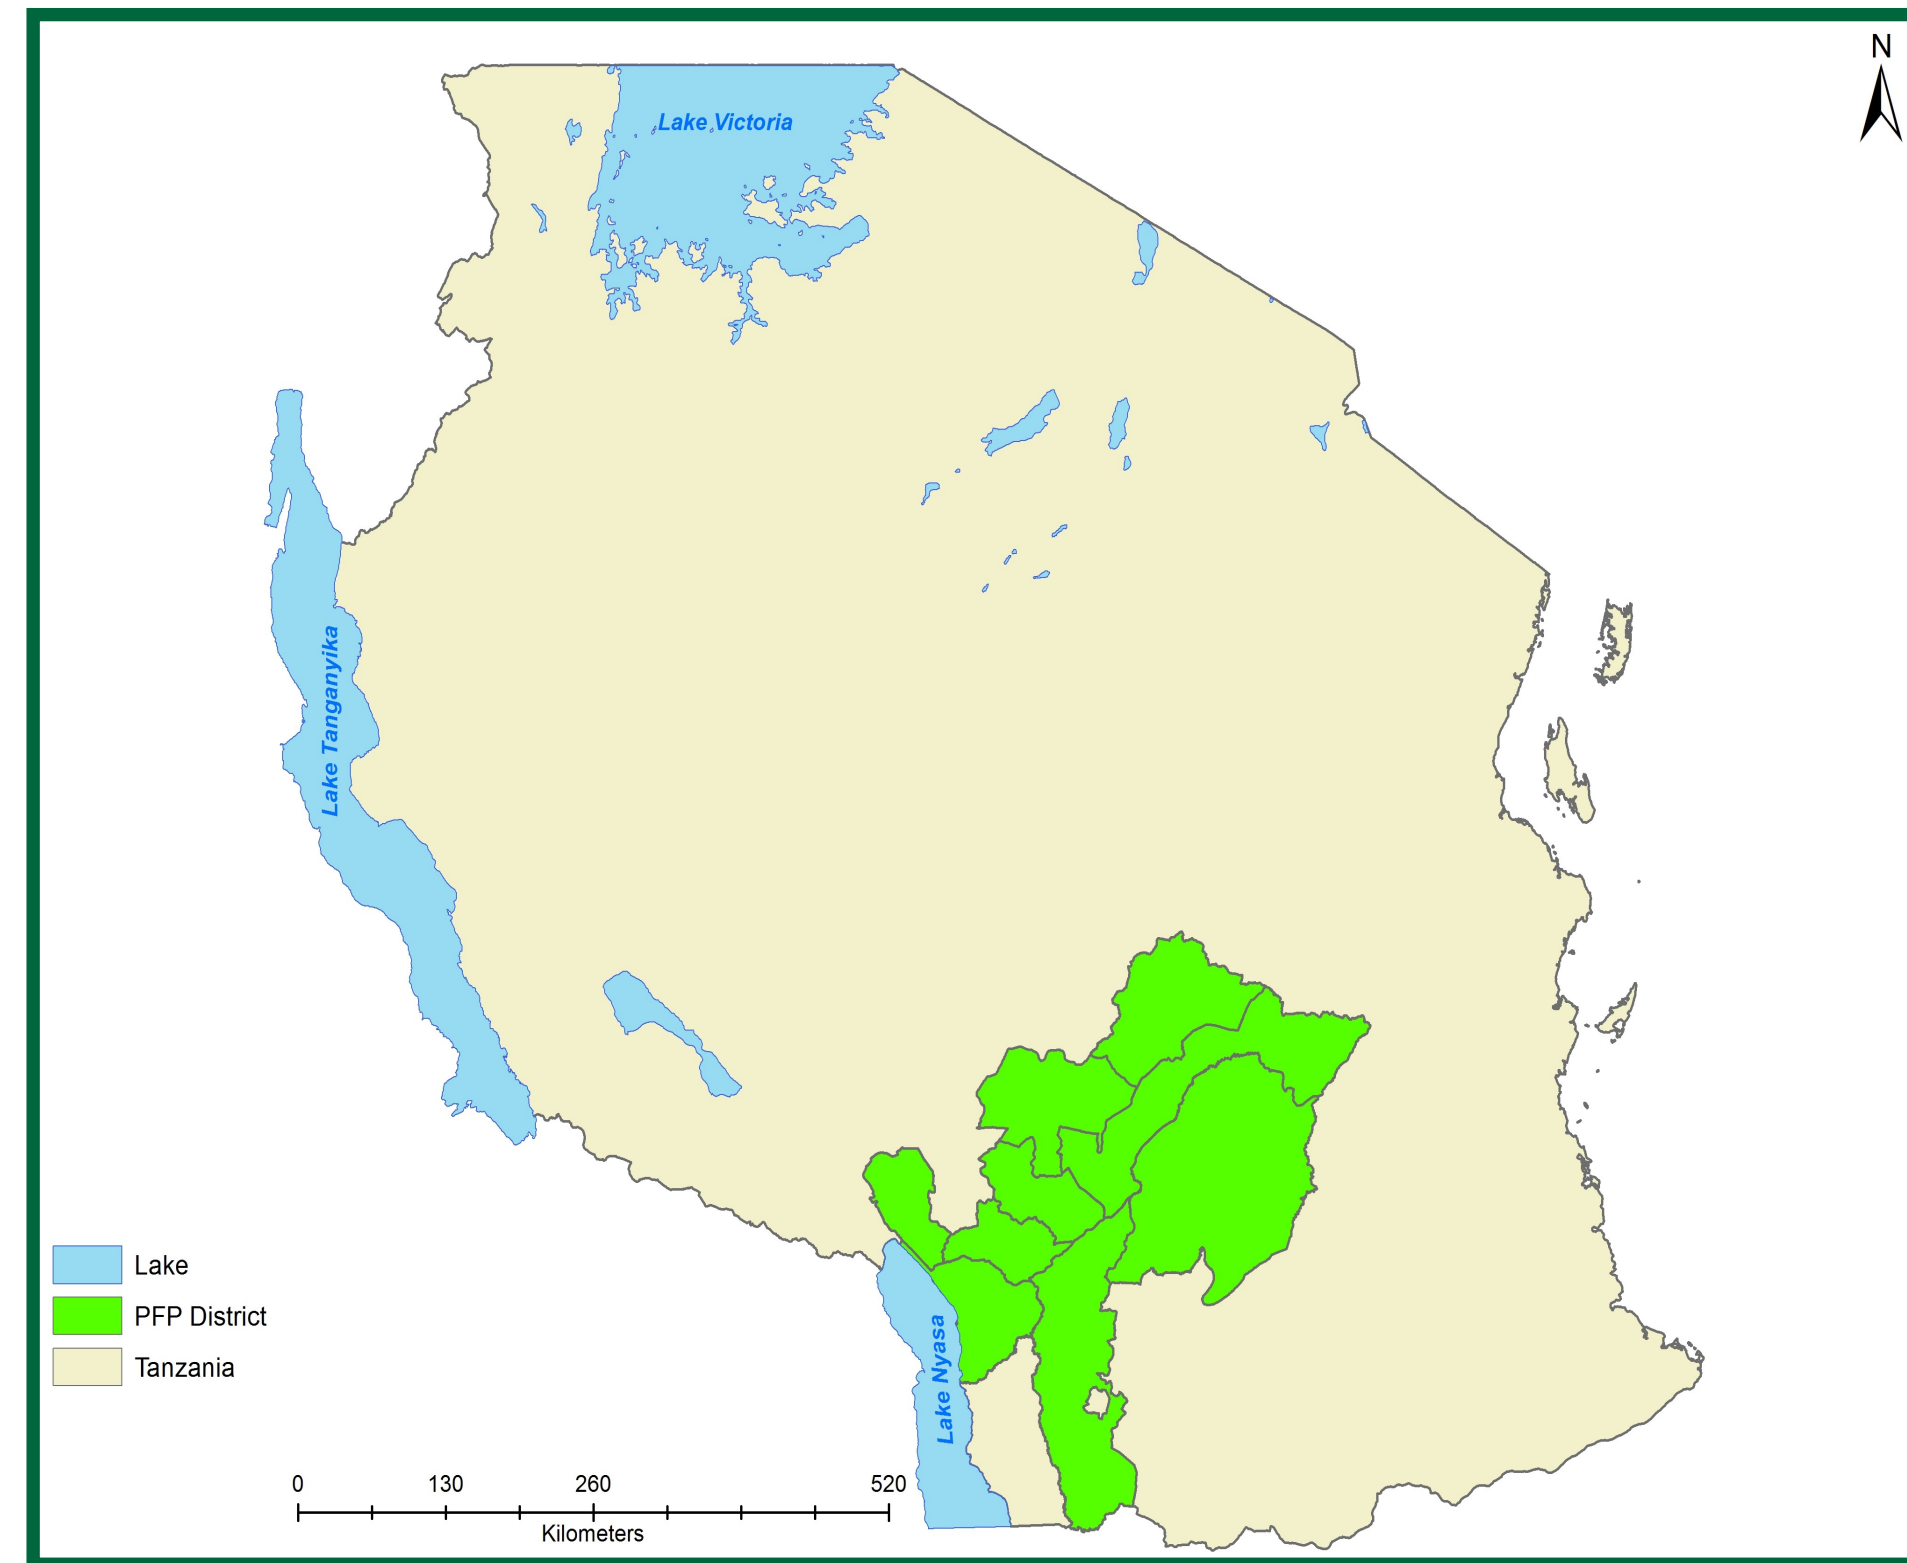 N
Lake Victoria
Lake Tanganyika
Lake
PFP District
Tanzania
Lake Nyasa
0 130 260 520
Kilometers